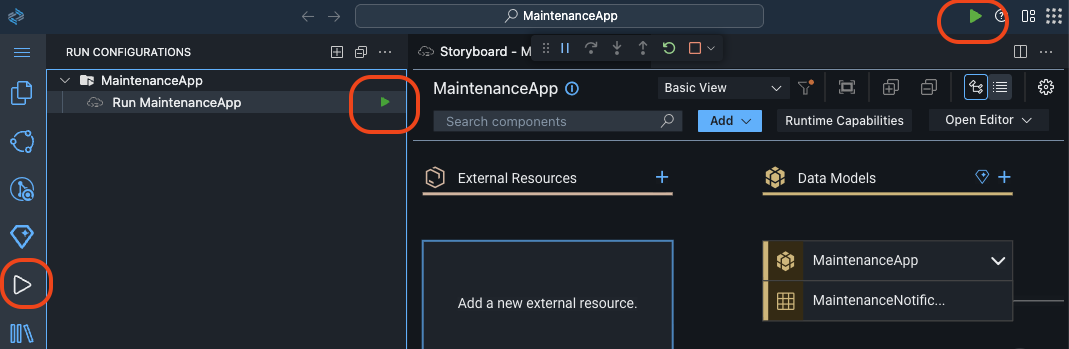 MaintenanceApp
RUN CONFIGURATIONS
MaintenanceApp
Run MaintenanceApp
Storyboard - M
MaintenanceApp
Basic View
Search components
Add
Runtime Capabilities
Open Editor
External Resources
Data Models
Add a new external resource.
MaintenanceApp
MaintenanceNotific...